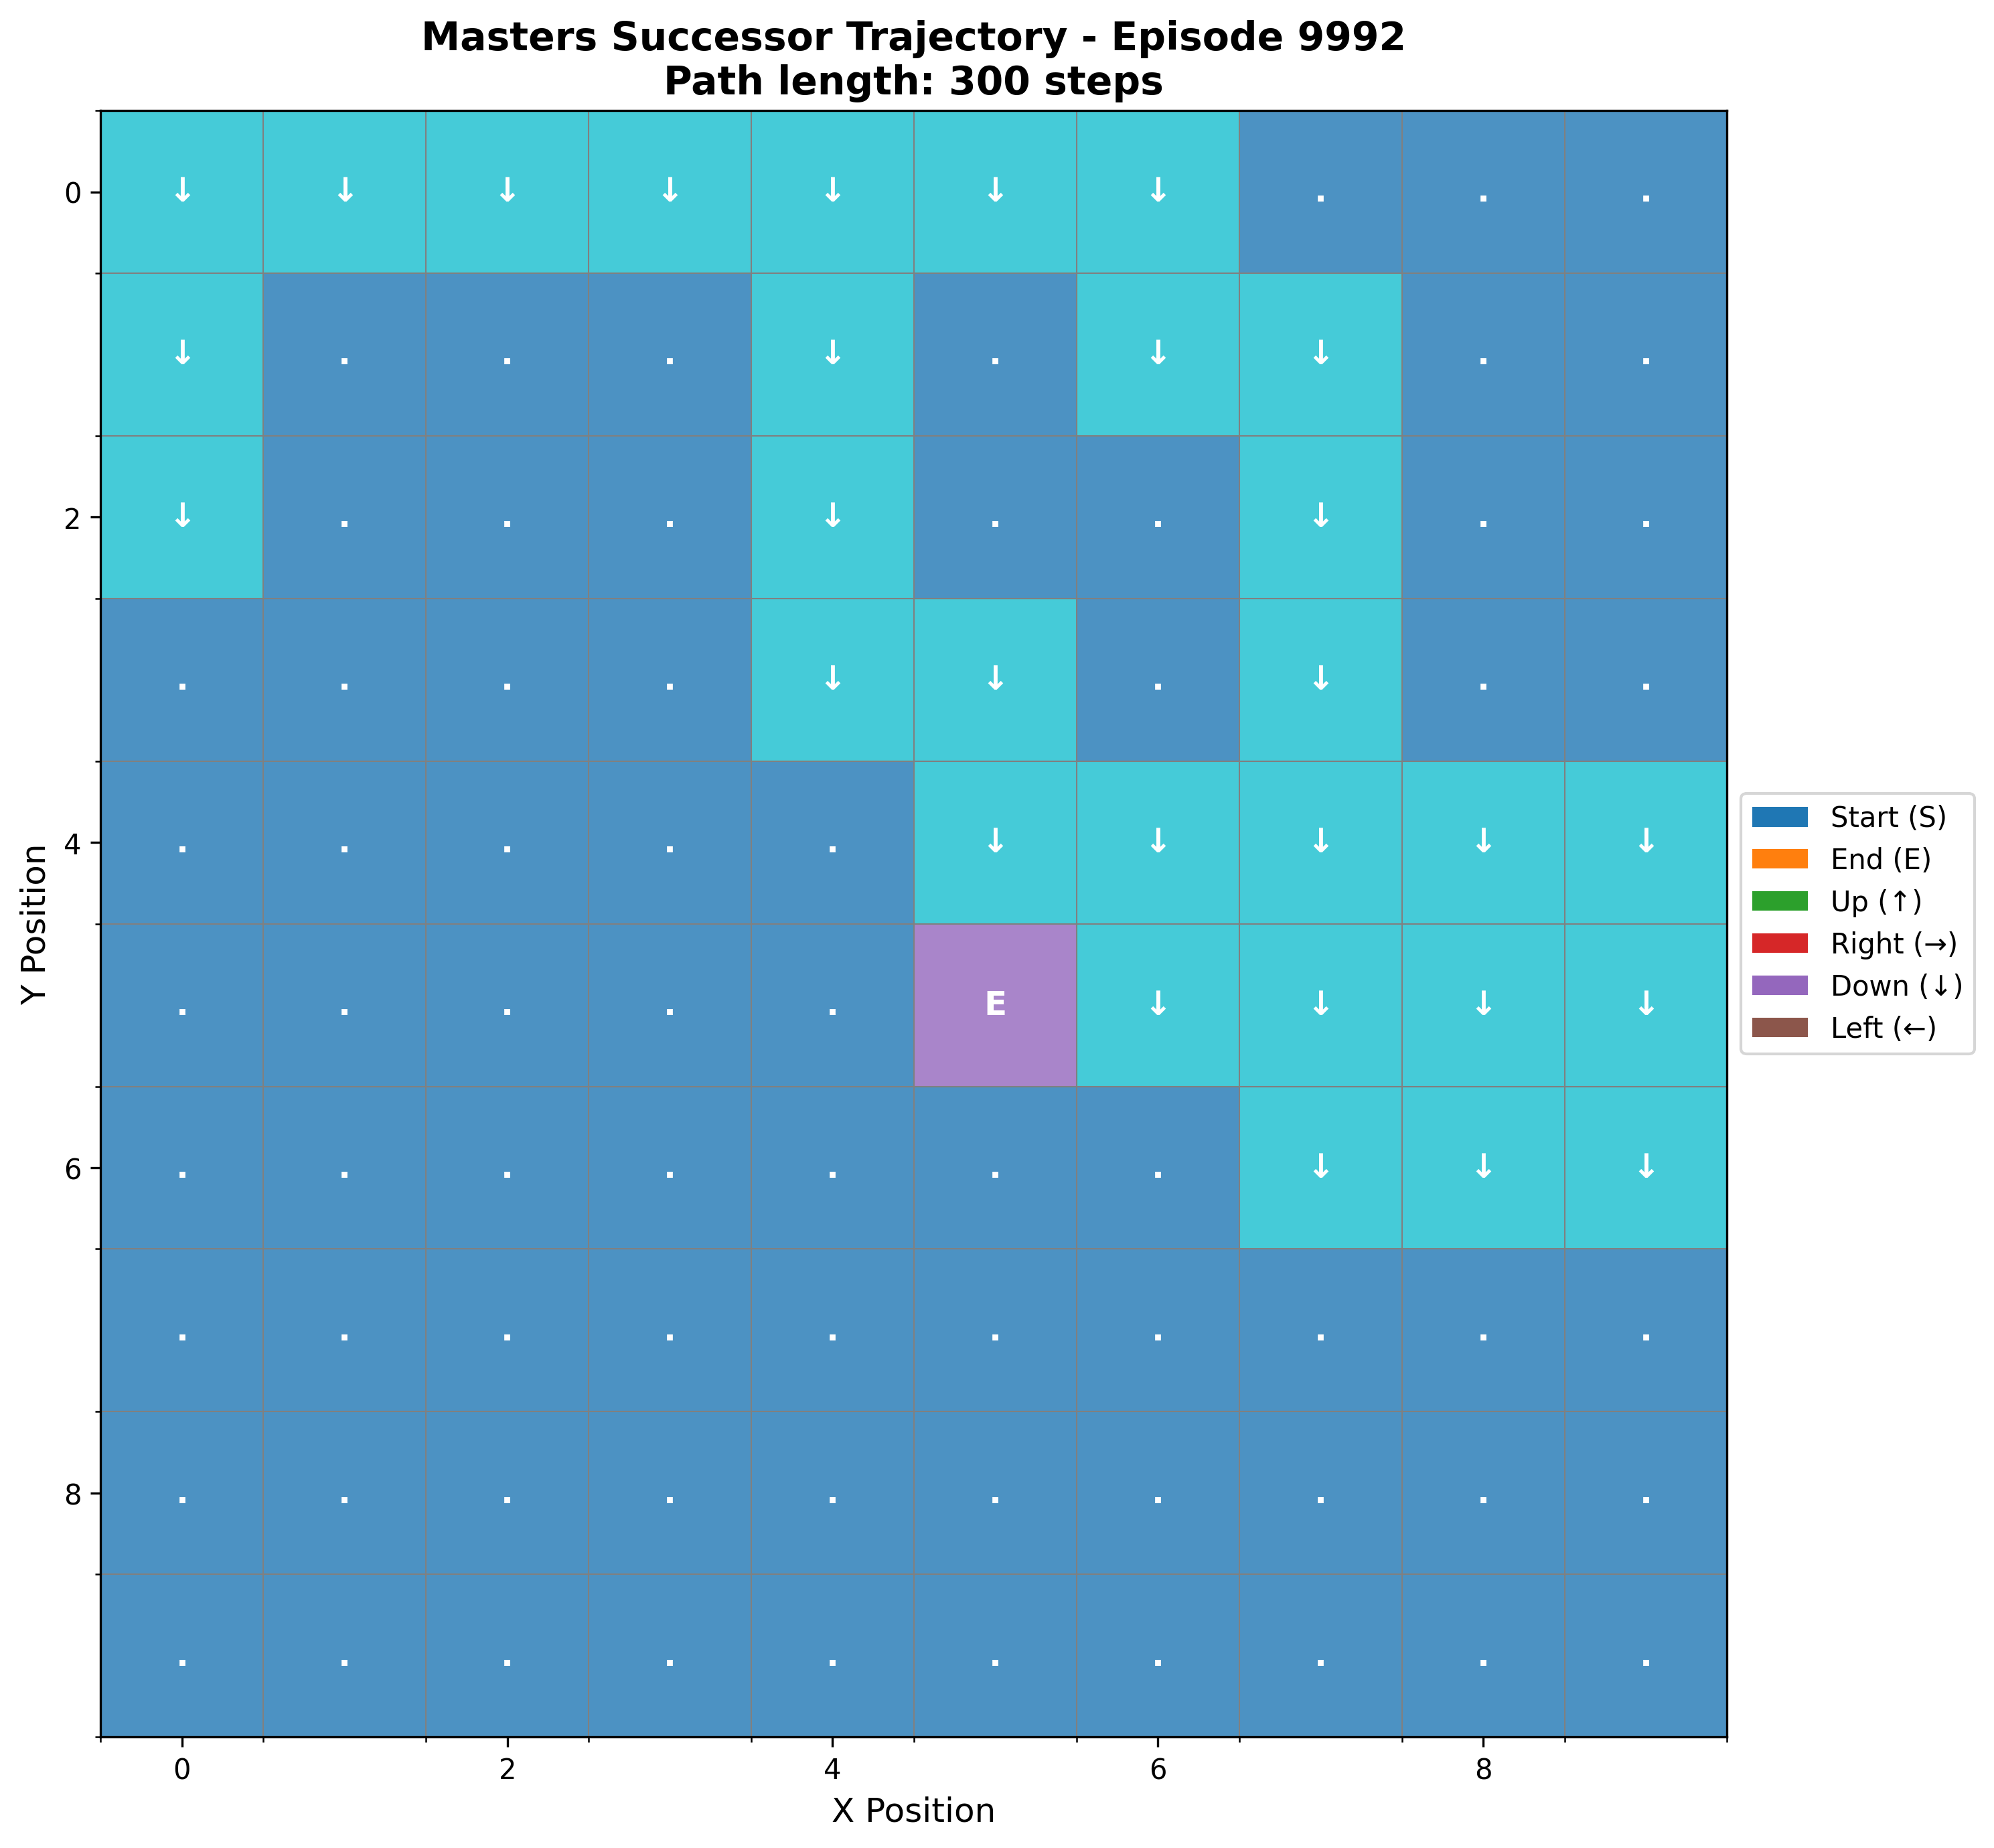 Masters Successor Trajectory - Episode 9992
Path length: 300 steps
0 ↓ ↓ ↓ ↓ ↓ ↓ ↓ . . .
↓ . . . ↓ . ↓ ↓ . .
2 ↓ . . . ↓ . . ↓ . .
. . . . ↓ ↓ . ↓ . .
4 . . . . . ↓ ↓ ↓ ↓ ↓
. . . . . E ↓ ↓ ↓ ↓
6 . . . . . . . ↓ ↓ ↓
. . . . . . . . . .
8 . . . . . . . . . .
. . . . . . . . . .
0 2 4 6 8
X Position
Y Position
Start (S)
End (E)
Up (↑)
Right (→)
Down (↓)
Left (←)